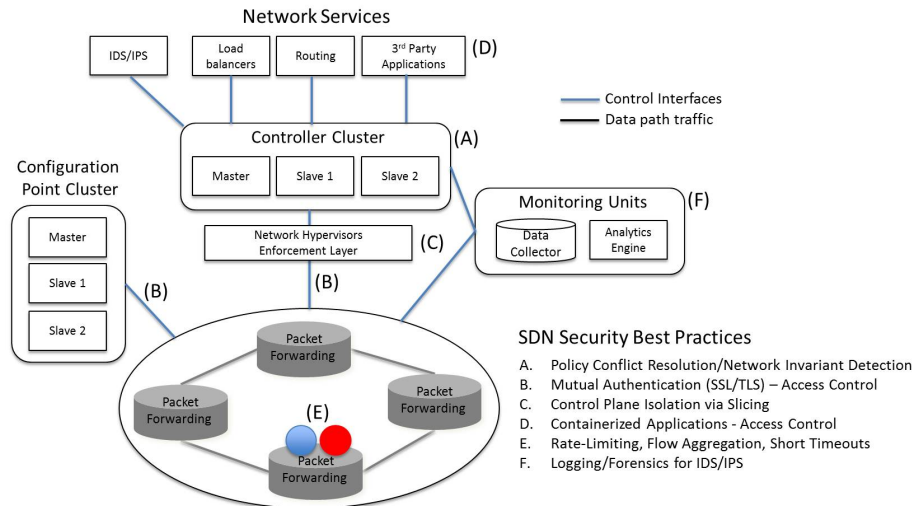 Network Services
IDS/IPS
Load
balancers
Routing
3rd Party
Applications
(D)
Control Interfaces
Data path traffic
Controller Cluster
(A)
Master
Slave 1
Slave 2
Configuration
Point Cluster
Master
Slave 1
Slave 2
(B)
Network Hypervisors
Enforcement Layer
(C)
(B)
Monitoring Units
(F)
Data
Collector
Analytics
Engine
Packet
Forwarding
Packet
Forwarding
Packet
Forwarding
(E)
Packet
Forwarding
SDN Security Best Practices
A. Policy Conflict Resolution/Network Invariant Detection
B. Mutual Authentication (SSL/TLS) – Access Control
C. Control Plane Isolation via Slicing
D. Containerized Applications - Access Control
E. Rate-Limiting, Flow Aggregation, Short Timeouts
F. Logging/Forensics for IDS/IPS